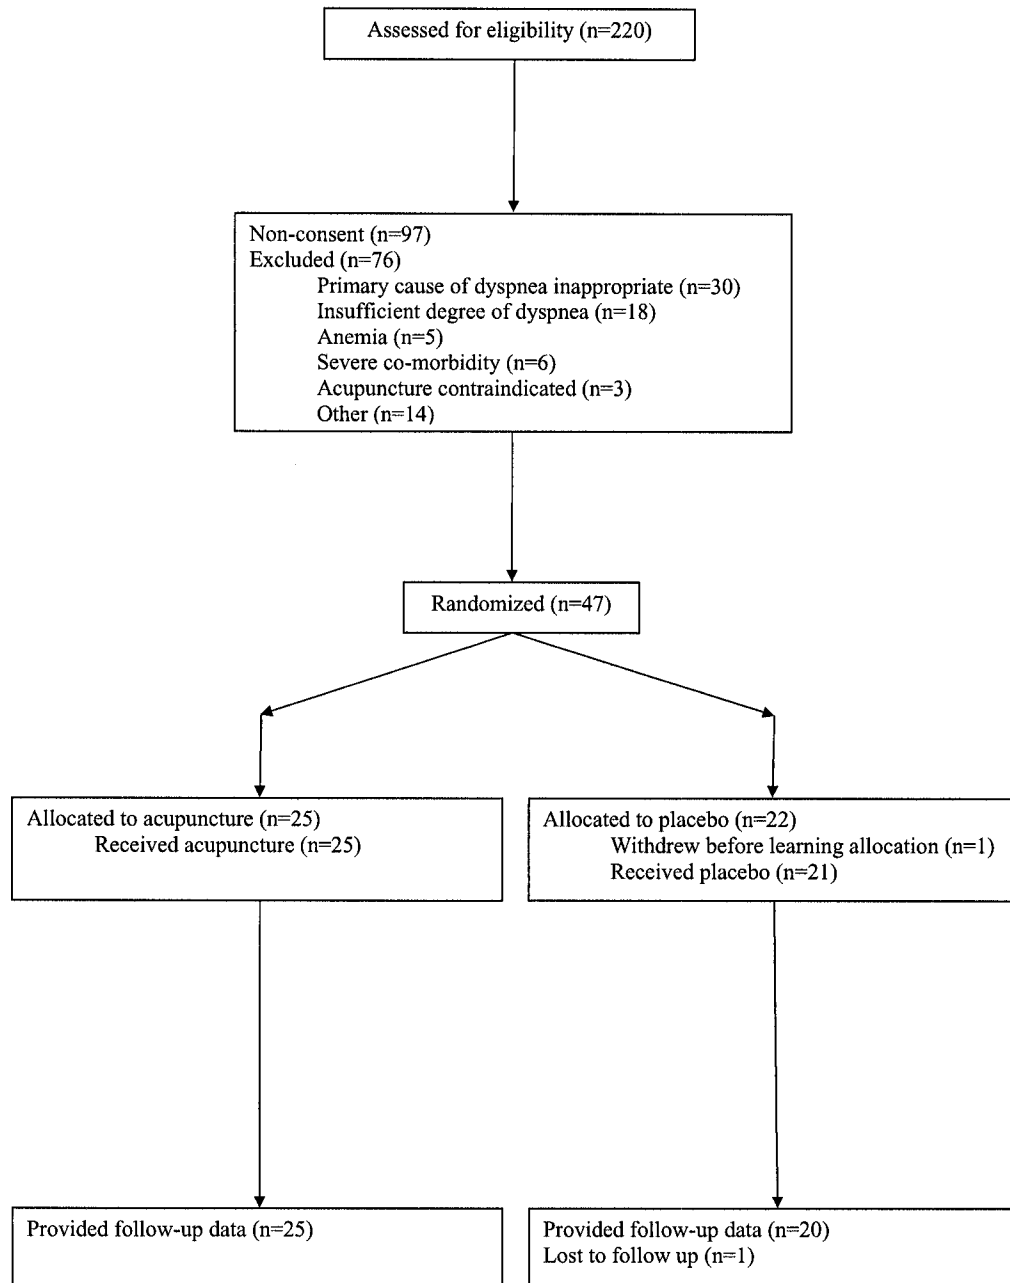 Assessed for eligibility (n=220)
Non-consent (n=97)
Excluded (n=76)
Primary cause of dyspnea inappropriate (n=30)
Insufficient degree of dyspnea (n=18)
Anemia (n=5)
Severe co-morbidity (n=6)
Acupuncture contraindicated (n=3)
Other (n=14)
Randomized (n=47)
Allocated to acupuncture (n=25)
Received acupuncture (n=25)
Allocated to placebo (n=22)
Withdrew before learning allocation (n=1)
Received placebo (n=21)
Provided follow-up data (n=25)
Provided follow-up data (n=20)
Lost to follow up (n=1)